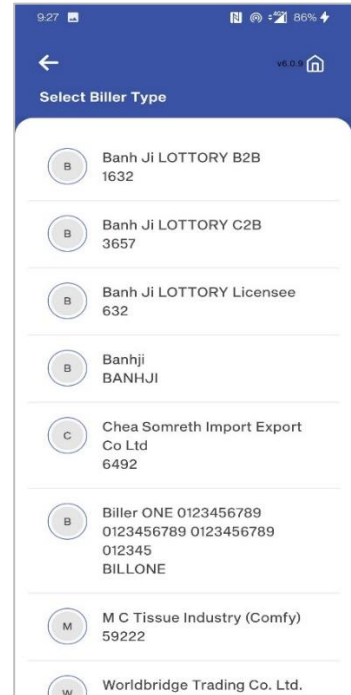 9:27 4G 86%
v6.0.9
Select Biller Type
B Banh Ji LOTTORY B2B
1632
B Banh Ji LOTTORY C2B
3657
B Banh Ji LOTTORY Licensee
632
B Banhji
BANHJI
C Chea Somreth Import Export
Co Ltd
6492
B Biller ONE 0123456789
0123456789 0123456789
012345
BILLONE
M M C Tissue Industry (Comfy)
59222
W Worldbridge Trading Co. Ltd.